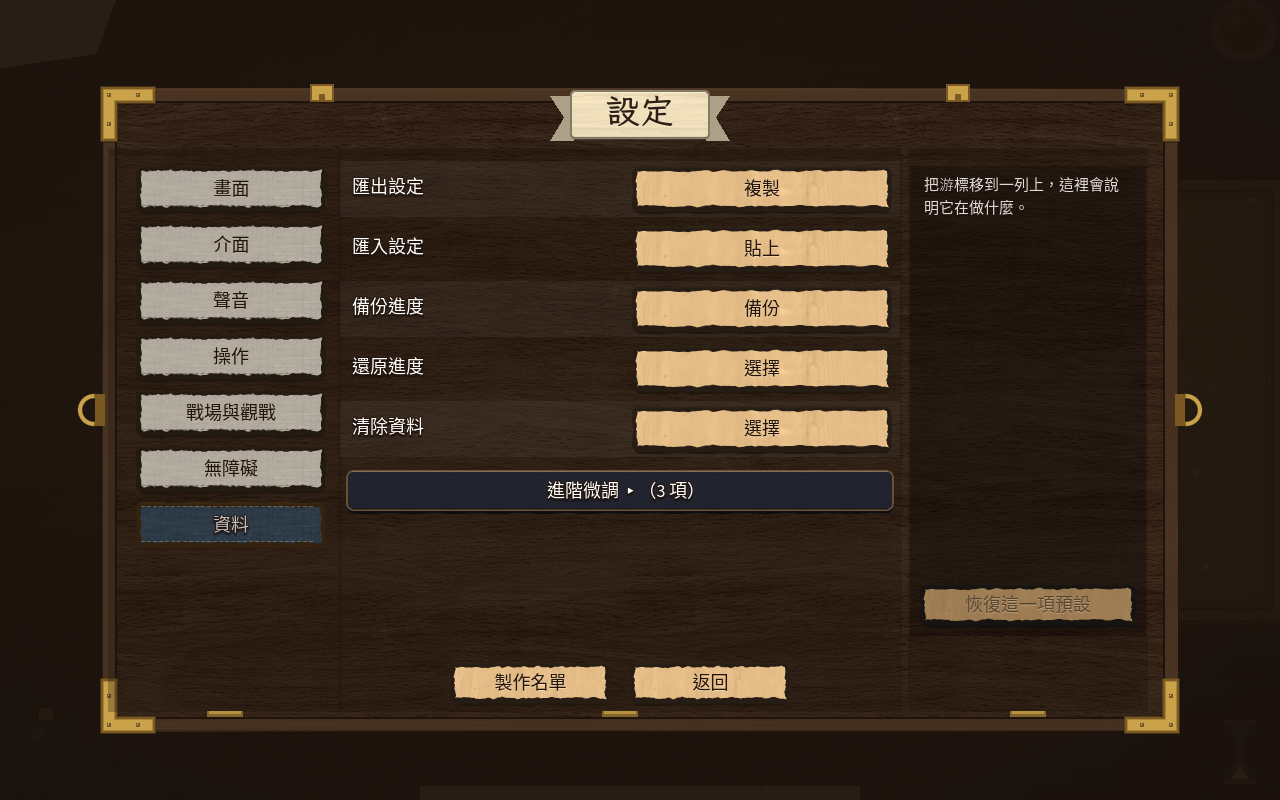 設定
畫面
介面
聲音
操作
戰場與觀戰
無障礙
資料
匯出設定 複製
匯入設定 貼上
備份進度 備份
還原進度 選擇
清除資料 選擇
進階微調 ▸ （3 項）
把游標移到一列上，這裡會說
明它在做什麼。
恢復這一項預設
製作名單 返回